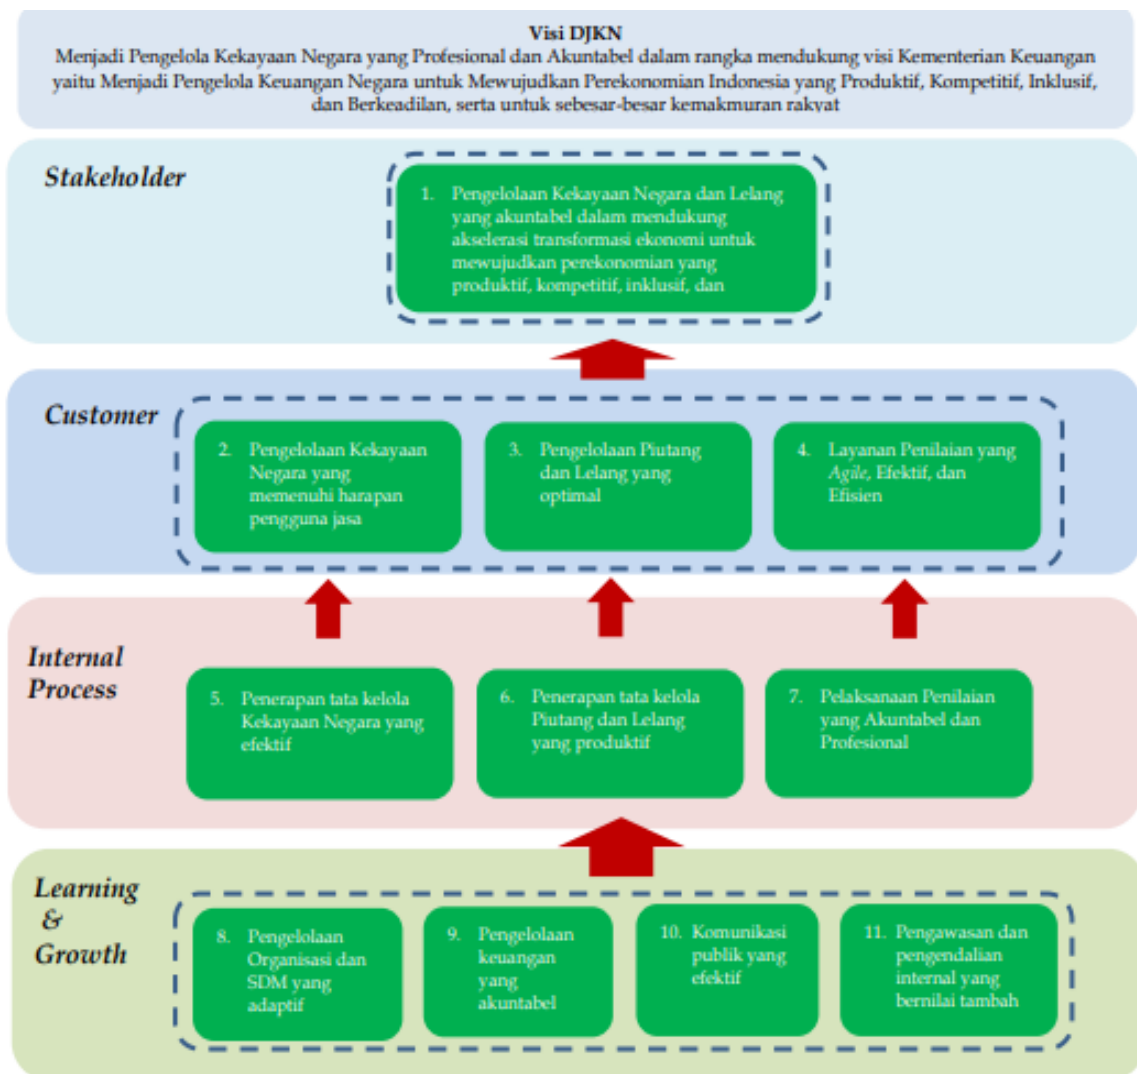 Visi DJKN
Menjadi Pengelola Kekayaan Negara yang Profesional dan Akuntabel dalam rangka mendukung visi Kementerian Keuangan
yaitu Menjadi Pengelola Keuangan Negara untuk Mewujudkan Perekonomian Indonesia yang Produktif, Kompetitif, Inklusif,
dan Berkeadilan, serta untuk sebesar-besar kemakmuran rakyat
Stakeholder
1. Pengelolaan Kekayaan Negara dan Lelang
yang akuntabel dalam mendukung
akselerasi transformasi ekonomi untuk
mewujudkan perekonomian yang
produktif, kompetitif, inklusif, dan
Customer
2. Pengelolaan Kekayaan
Negara yang
memenuhi harapan
pengguna jasa
3. Pengelolaan Piutang
dan Lelang yang
optimal
4. Layanan Penilaian yang
Agile, Efektif, dan
Efisien
Internal
Process
5. Penerapan tata kelola
Kekayaan Negara yang
efektif
6. Penerapan tata kelola
Piutang dan Lelang
yang produktif
7. Pelaksanaan Penilaian
yang Akuntabel dan
Profesional
Learning
&
Growth
8. Pengelolaan
Organisasi dan
SDM yang
adaptif
9. Pengelolaan
keuangan
yang
akuntabel
10. Komunikasi
publik yang
efektif
11. Pengawasan dan
pengendalian
internal yang
bernilai tambah